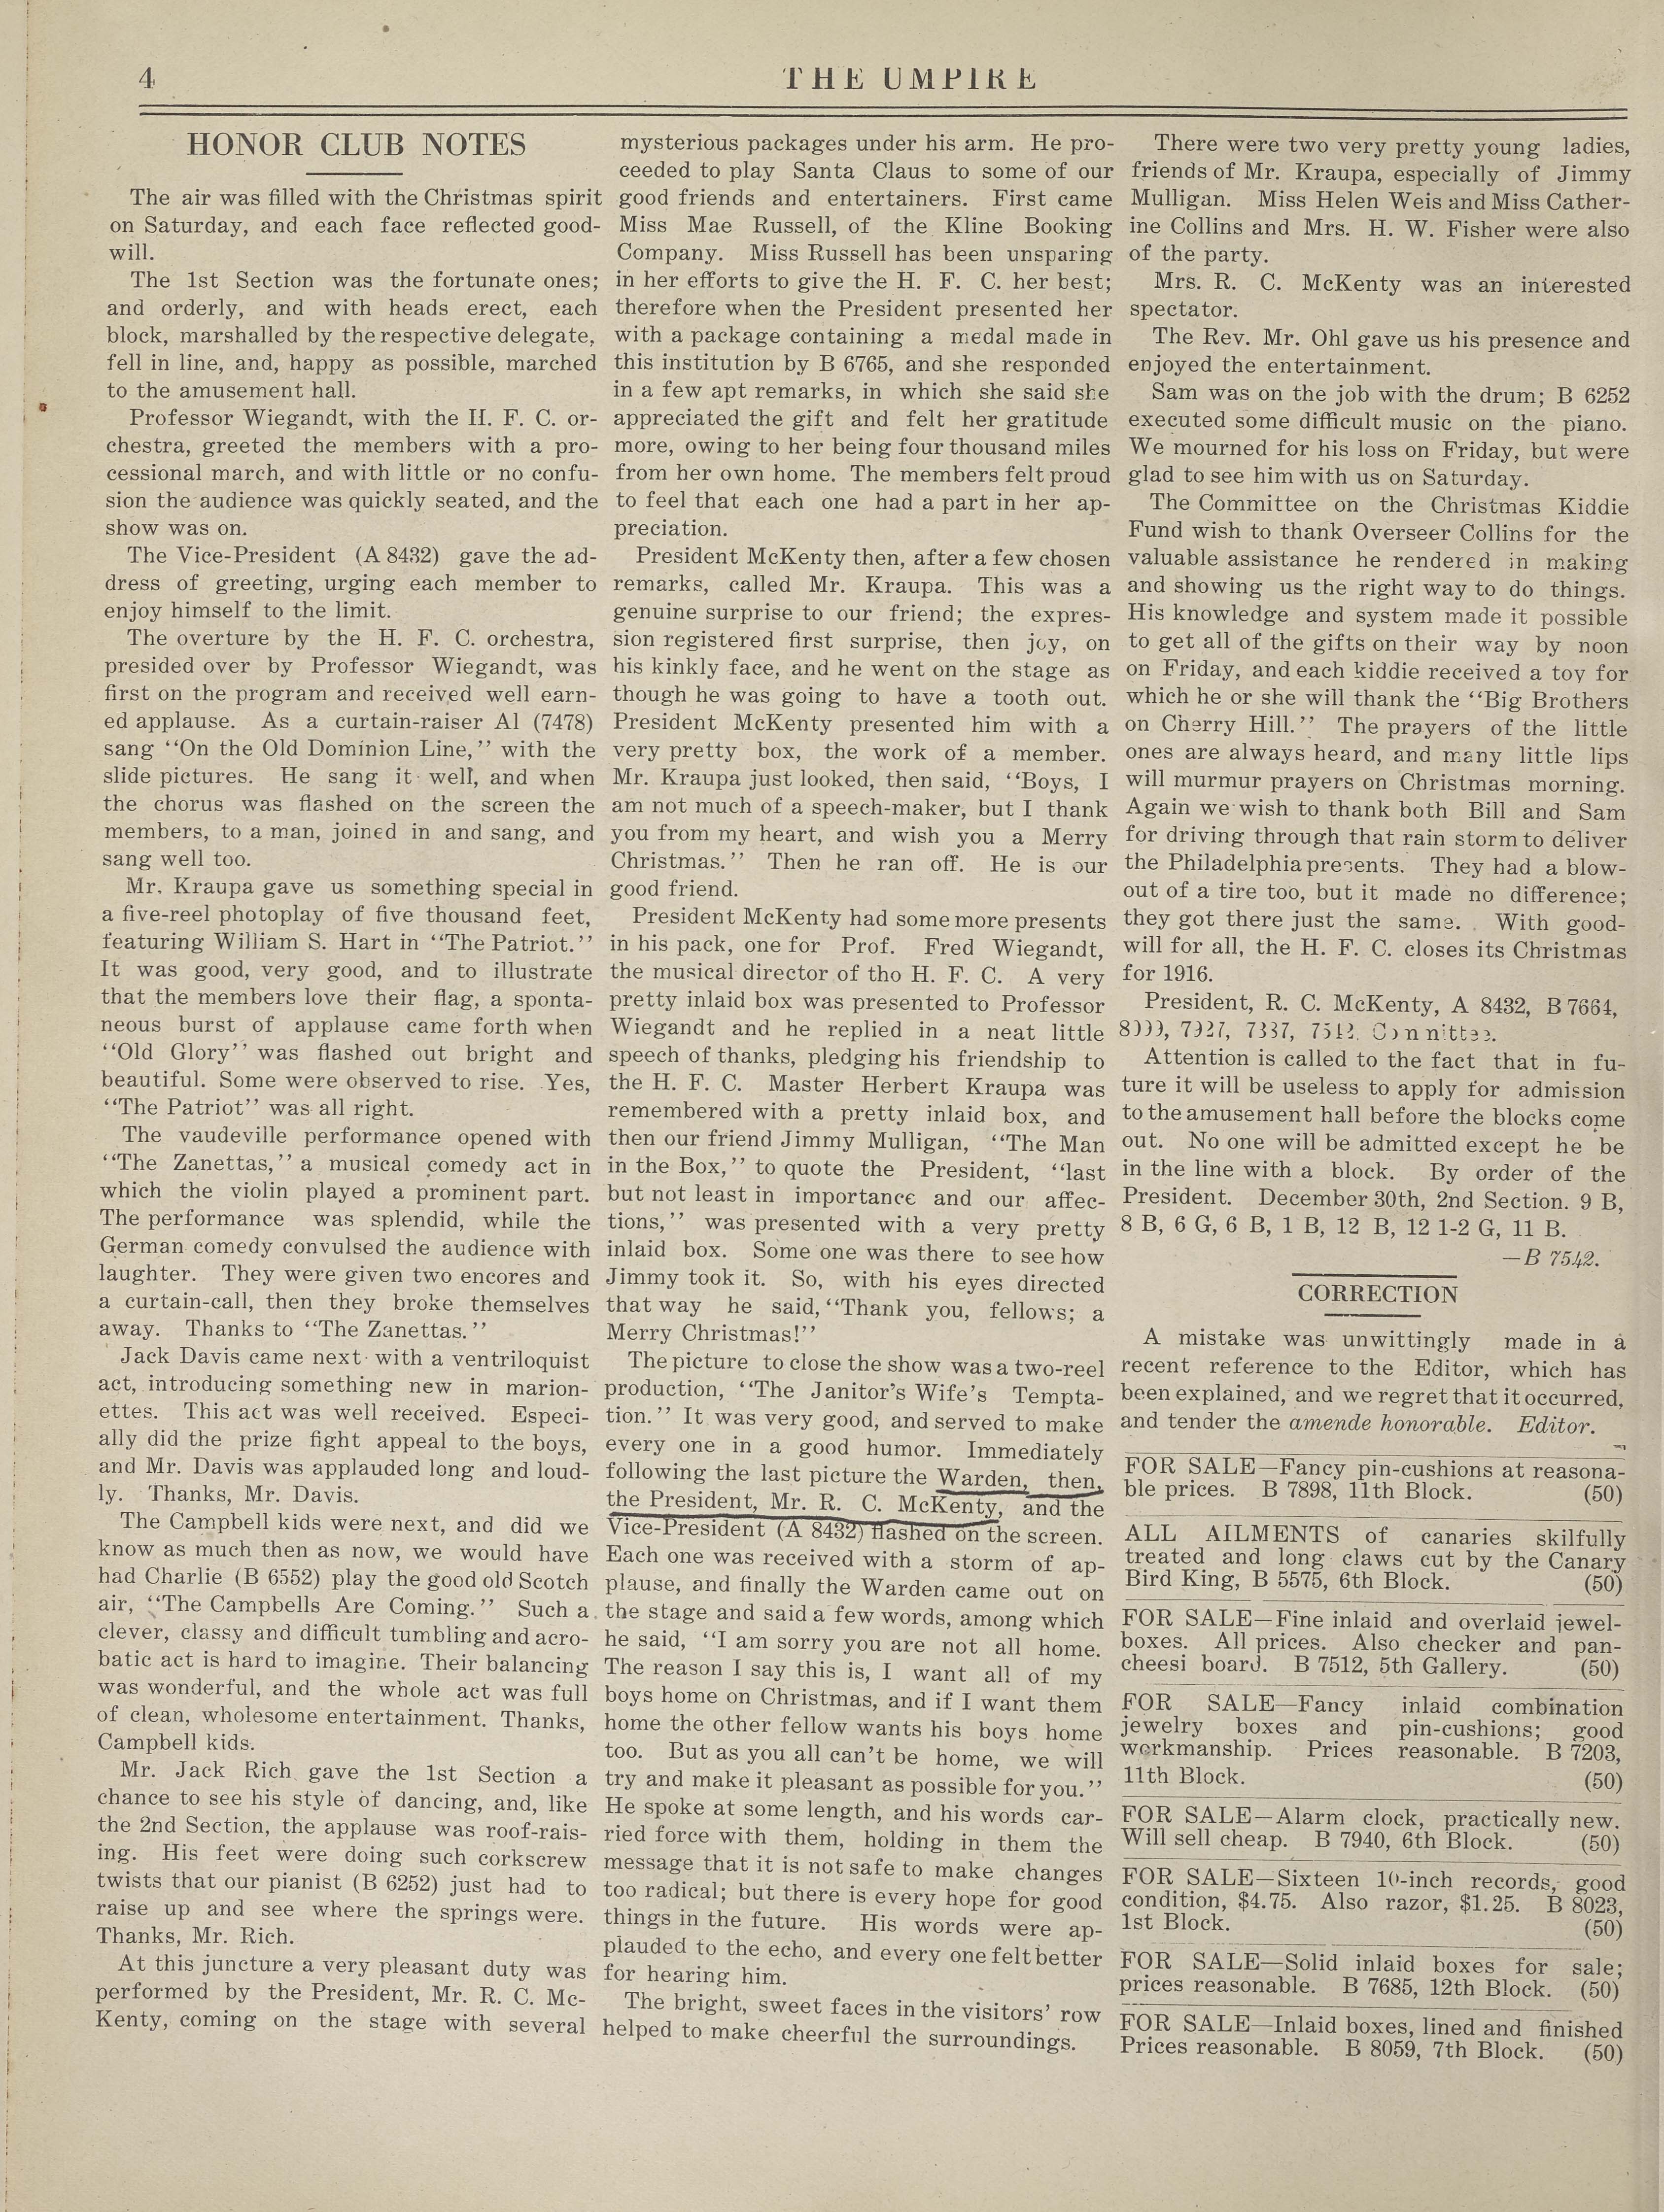 4
THE UMPIRE
HONOR CLUB NOTES
The air was filled with the Christmas spirit
on Saturday, and each face reflected good-
will.
The 1st Section was the fortunate ones;
and orderly, and with heads erect, each
block, marshalled by the respective delegate,
fell in line, and, happy as possible, marched
to the amusement hall.
Professor Wiegandt, with the H. F. C. or-
chestra, greeted the members with a pro-
cessional march, and with little or no confu-
sion the audience was quickly seated, and the
show was on.
The Vice-President (A 8432) gave the ad-
dress of greeting, urging each member to
enjoy himself to the limit.
The overture by the H. F. C. orchestra,
presided over by Professor Wiegandt, was
first on the program and received well earn-
ed applause. As a curtain-raiser Al (7478)
sang "On the Old Dominion Line," with the
slide pictures. He sang it well, and when
the chorus was flashed on the screen the
members, to a man, joined in and sang, and
sang well too.
Mr. Kraupa gave us something special in
a five-reel photoplay of five thousand feet,
featuring William S. Hart in "The Patriot."
It was good, very good, and to illustrate
that the members love their flag, a sponta-
neous burst of applause came forth when
"Old Glory" was flashed out bright and
beautiful. Some were observed to rise. Yes,
"The Patriot" was all right.
The vaudeville performance opened with
"The Zanettas," a musical comedy act in
which the violin played a prominent part.
The performance was splendid, while the
German comedy convulsed the audience with
laughter. They were given two encores and
a curtain-call, then they broke themselves
away. Thanks to "The Zanettas."
Jack Davis came next with a ventriloquist
act, introducing something new in marion-
ettes. This act was well received. Especi-
ally did the prize fight appeal to the boys,
and Mr. Davis was applauded long and loud-
ly. Thanks, Mr. Davis.
The Campbell kids were next, and did we
know as much then as now, we would have
had Charlie (B 6552) play the good old Scotch
air, "The Campbells Are Coming." Such a
clever, classy and difficult tumbling and acro-
batic act is hard to imagine. Their balancing
was wonderful, and the whole act was full
of clean, wholesome entertainment. Thanks,
Campbell kids.
Mr. Jack Rich gave the 1st Section a
chance to see his style of dancing, and, like
the 2nd Section, the applause was roof-rais-
ing. His feet were doing such corkscrew
twists that our pianist (B 6252) just had to
raise up and see where the springs were.
Thanks, Mr. Rich.
At this juncture a very pleasant duty was
performed by the President, Mr. R. C. Mc-
Kenty, coming on the stage with several
mysterious packages under his arm. He pro-
ceeded to play Santa Claus to some of our
good friends and entertainers. First came
Miss Mae Russell, of the Kline Booking
Company. Miss Russell has been unsparing
in her efforts to give the H. F. C. her best;
therefore when the President presented her
with a package containing a medal made in
this institution by B 6765, and she responded
in a few apt remarks, in which she said she
appreciated the gift and felt her gratitude
more, owing to her being four thousand miles
from her own home. The members felt proud
to feel that each one had a part in her ap-
preciation.
President McKenty then, after a few chosen
remarks, called Mr. Kraupa. This was a
genuine surprise to our friend; the expres-
sion registered first surprise, then joy, on
his kinkly face, and he went on the stage as
though he was going to have a tooth out.
President McKenty presented him with a
very pretty box, the work of a member.
Mr. Kraupa just looked, then said, "Boys, I
am not much of a speech-maker, but I thank
you from my heart, and wish you a Merry
Christmas." Then he ran off. He is our
good friend.
President McKenty had some more presents
in his pack, one for Prof. Fred Wiegandt,
the musical director of tho H. F. C. A very
pretty inlaid box was presented to Professor
Wiegandt and he replied in a neat little
speech of thanks, pledging his friendship to
the H. F. C. Master Herbert Kraupa was
remembered with a pretty inlaid box, and
then our friend Jimmy Mulligan, "The Man
in the Box," to quote the President, "last
but not least in importance and our affec-
tions," was presented with a very pretty
inlaid box. Some one was there to see how
Jimmy took it. So, with his eyes directed
that way he said, "Thank you, fellows; a
Merry Christmas!"
The picture to close the show was a two-reel
production, "The Janitor's Wife's Tempta-
tion." It was very good, and served to make
every one in a good humor. Immediately
following the last picture the Warden, then,
the President, Mr. R. C. McKenty, and the
Vice-President (A 8432) flashed on the screen.
Each one was received with a storm of ap-
plause, and finally the Warden came out on
the stage and said a few words, among which
he said, "I am sorry you are not all home.
The reason I say this is, I want all of my
boys home on Christmas, and if I want them
home the other fellow wants his boys home
too. But as you all can't be home, we will
try and make it pleasant as possible for you."
He spoke at some length, and his words car-
ried force with them, holding in them the
message that it is not safe to make changes
too radical; but there is every hope for good
things in the future. His words were ap-
plauded to the echo, and every one felt better
for hearing him.
The bright, sweet faces in the visitors' row
helped to make cheerful the surroundings.
There were two very pretty young ladies,
friends of Mr. Kraupa, especially of Jimmy
Mulligan. Miss Helen Weis and Miss Cather-
ine Collins and Mrs. H. W. Fisher were also
of the party.
Mrs. R. C. McKenty was an interested
spectator.
The Rev. Mr. Ohl gave us his presence and
enjoyed the entertainment.
Sam was on the job with the drum; B 6252
executed some difficult music on the piano.
We mourned for his loss on Friday, but were
glad to see him with us on Saturday.
The Committee on the Christmas Kiddie
Fund wish to thank Overseer Collins for the
valuable assistance he rendered in making
and showing us the right way to do things.
His knowledge and system made it possible
to get all of the gifts on their way by noon
on Friday, and each kiddie received a toy for
which he or she will thank the "Big Brothers
on Cherry Hill." The prayers of the little
ones are always heard, and many little lips
will murmur prayers on Christmas morning.
Again we wish to thank both Bill and Sam
for driving through that rain storm to deliver
the Philadelphia presents. They had a blow-
out of a tire too, but it made no difference;
they got there just the same. With good-
will for all, the H. F. C. closes its Christmas
for 1916.
President, R. C. McKenty, A 8432, B 7664,
7927, 7337, 7542. Committee.
Attention is called to the fact that in fu-
ture it will be useless to apply for admission
to the amusement hall before the blocks come
out. No one will be admitted except he be
in the line with a block. By order of the
President. December 30th, 2nd Section. 9 B,
8 B, 6 G, 6 B, 1 B, 12 B, 12 1-2 G, 11 B.
—B 7542.
CORRECTION
A mistake was unwittingly made in a
recent reference to the Editor, which has
been explained, and we regret that it occurred,
and tender the amende honorable. Editor.
FOR SALE—Fancy pin-cushions at reasona-
ble prices. B 7898, 11th Block. (50)
ALL AILMENTS of canaries skilfully
treated and long claws cut by the Canary
Bird King, B 5575, 6th Block. (50)
FOR SALE—Fine inlaid and overlaid jewel-
boxes. All prices. Also checker and pan-
cheesi board. B 7512, 5th Gallery. (50)
FOR SALE—Fancy inlaid combination
jewelry boxes and pin-cushions; good
workmanship. Prices reasonable. B 7203,
11th Block. (50)
FOR SALE—Alarm clock, practically new.
Will sell cheap. B 7940, 6th Block. (50)
FOR SALE—Sixteen 10-inch records, good
condition, $4.75. Also razor, $1.25. B 8023,
1st Block. (50)
FOR SALE—Solid inlaid boxes for sale;
prices reasonable. B 7685, 12th Block. (50)
FOR SALE—Inlaid boxes, lined and finished
Prices reasonable. B 8059, 7th Block. (50)